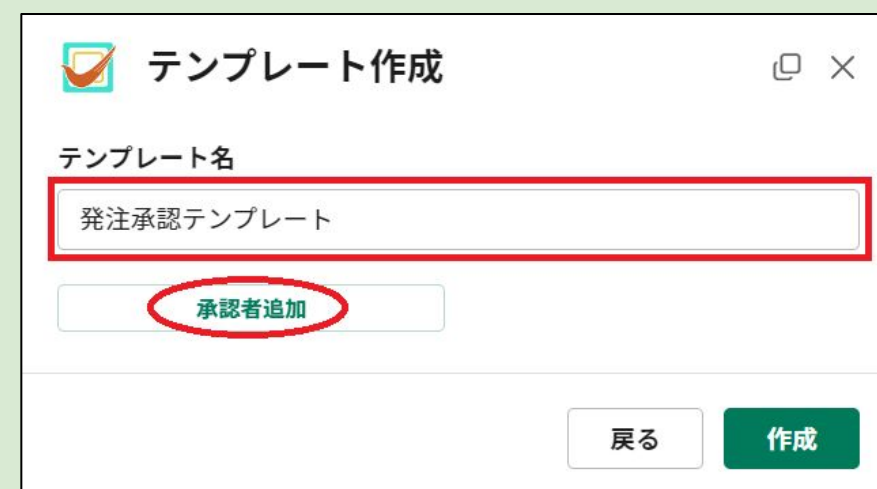 テンプレート作成
テンプレート名
発注承認テンプレート
承認者追加
戻る
作成